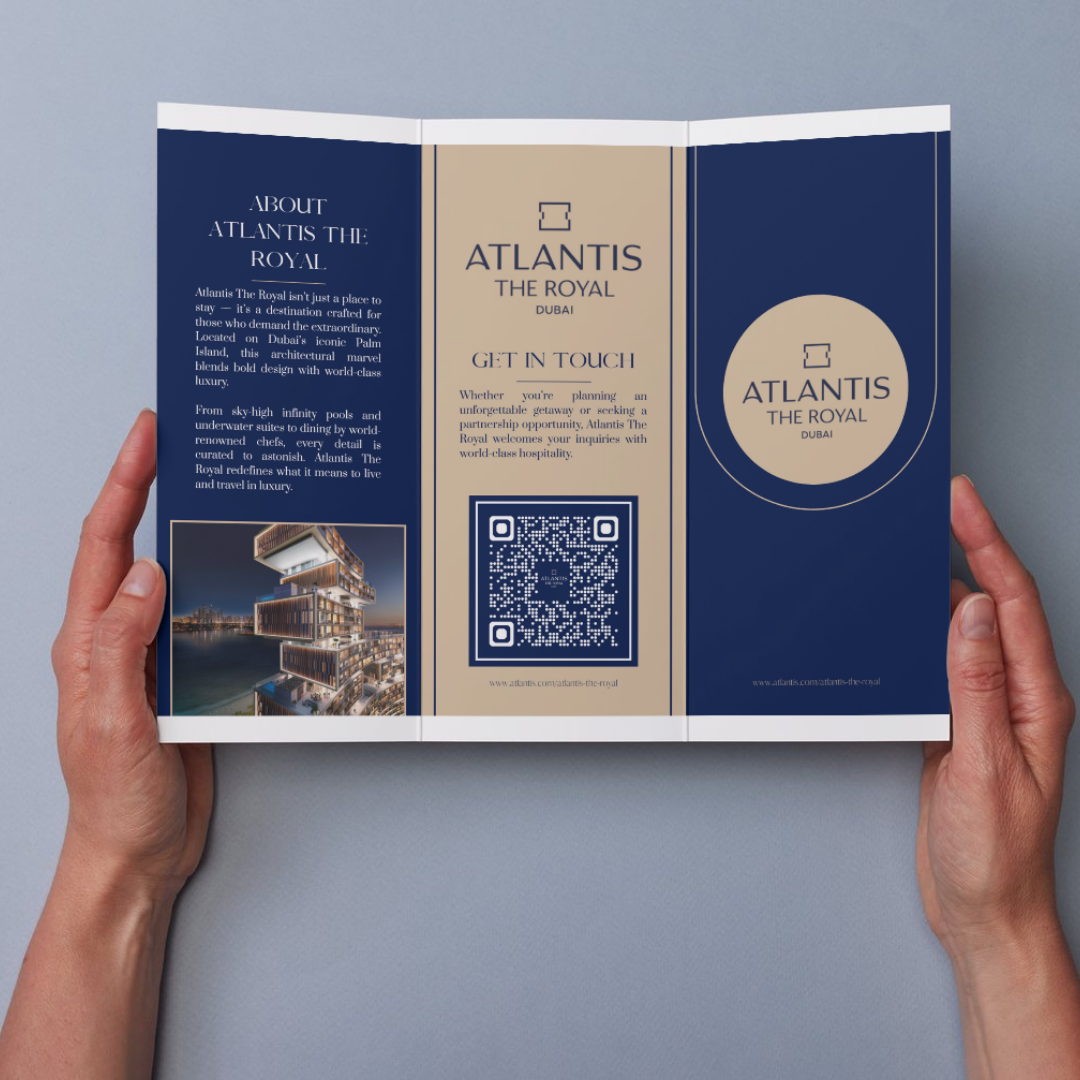 ABOUT
ATLANTIS THE
ROYAL
Atlantis The Royal isn't just a place to
stay — it's a destination crafted for
those who demand the extraordinary.
Located on Dubai's iconic Palm
Island, this architectural marvel
blends bold design with world-class
luxury.
From sky-high infinity pools and
underwater suites to dining by world-
renowned chefs, every detail is
curated to astonish. Atlantis The
Royal redefines what it means to live
and travel in luxury.
ATLANTIS
THE ROYAL
DUBAI
GET IN TOUCH
Whether you're planning an
unforgettable getaway or seeking a
partnership opportunity, Atlantis The
Royal welcomes your inquiries with
world-class hospitality.
ATLANTIS
THE ROYAL
www.atlantis.com/atlantis-the-royal
ATLANTIS
THE ROYAL
DUBAI
www.atlantis.com/atlantis-the-royal